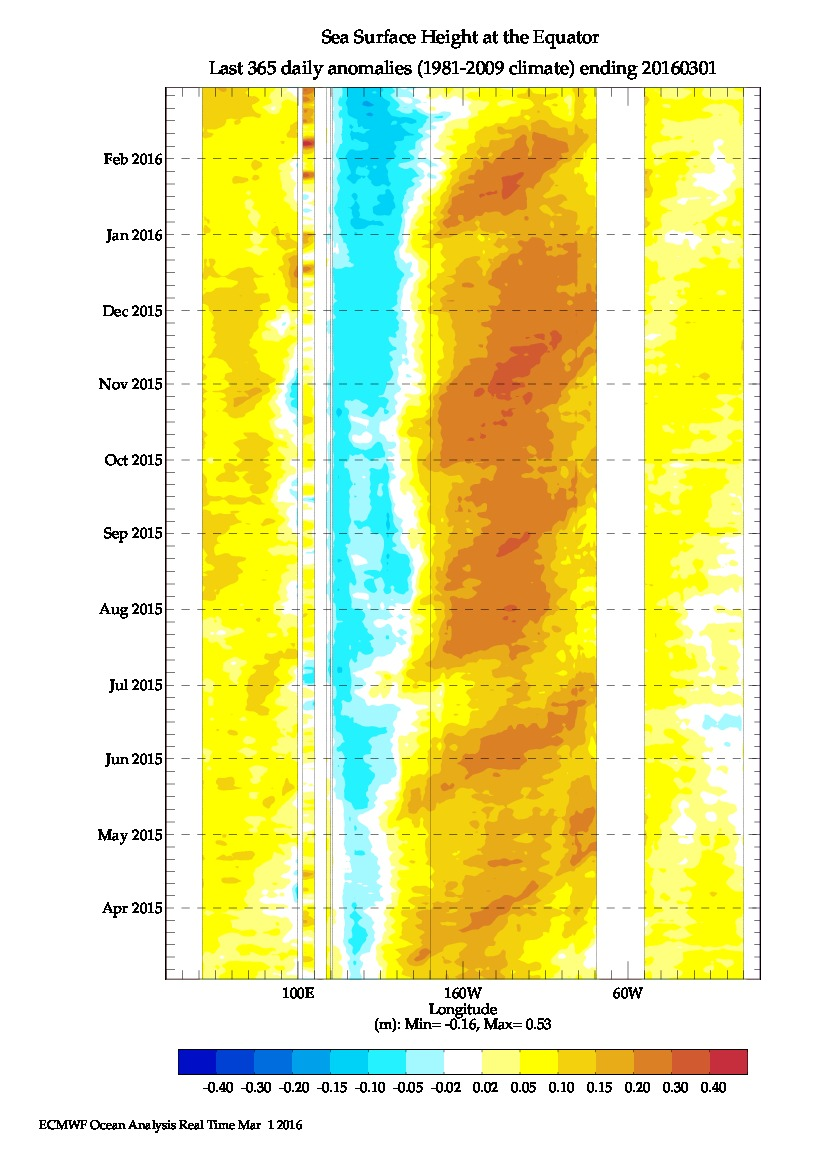 Sea Surface Height at the Equator
Last 365 daily anomalies (1981-2009 climate) ending 20160301
Feb 2016
Jan 2016
Dec 2015
Nov 2015
Oct 2015
Sep 2015
Aug 2015
Jul 2015
Jun 2015
May 2015
Apr 2015
100E 160W 60W
Longitude
(m): Min= -0.16, Max= 0.53
-0.40 -0.30 -0.20 -0.15 -0.10 -0.05 -0.02 0.02 0.05 0.10 0.15 0.20 0.30 0.40
ECMWF Ocean Analysis Real Time Mar 1 2016